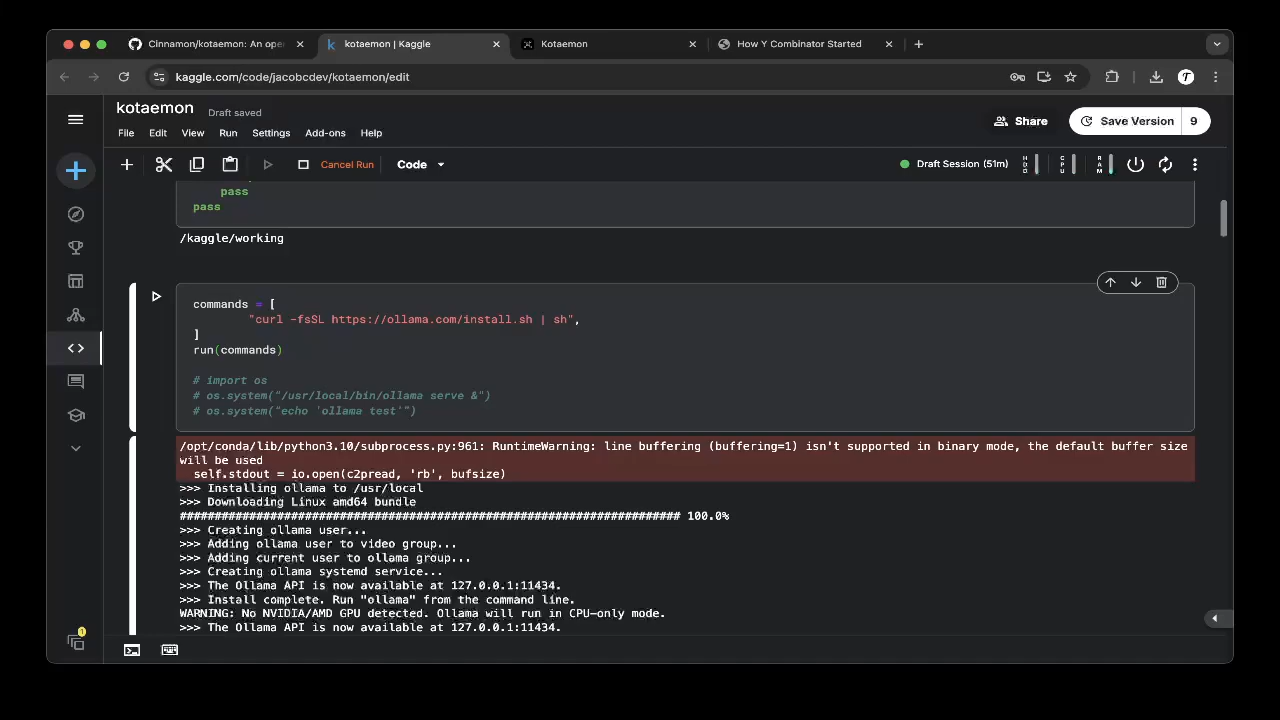 Cinnamon/kotaemon: An ope
kotaemon | Kaggle
Kotaemon
How Y Combinator Started
kaggle.com/code/jacobcdev/kotaemon/edit
kotaemon
Draft saved
File Edit View Run Settings Add-ons Help
Share
Save Version 9
Cancel Run
Code
Draft Session (51m)
HDD
CPU
RAM
pass
pass
/kaggle/working
commands = [
"curl -fsSL https://ollama.com/install.sh | sh",
]
run(commands)
# import os
# os.system("/usr/local/bin/ollama serve &")
# os.system("echo 'ollama test'")
/opt/conda/lib/python3.10/subprocess.py:961: RuntimeWarning: line buffering (buffering=1) isn't supported in binary mode, the default buffer size
will be used
self.stdout = io.open(c2pread, 'rb', bufsize)
>>> Installing ollama to /usr/local
>>> Downloading Linux amd64 bundle
######################################################################## 100.0%
>>> Creating ollama user...
>>> Adding ollama user to video group...
>>> Adding current user to ollama group...
>>> Creating ollama systemd service...
>>> The Ollama API is now available at 127.0.0.1:11434.
>>> Install complete. Run "ollama" from the command line.
WARNING: No NVIDIA/AMD GPU detected. Ollama will run in CPU-only mode.
>>> The Ollama API is now available at 127.0.0.1:11434.
1